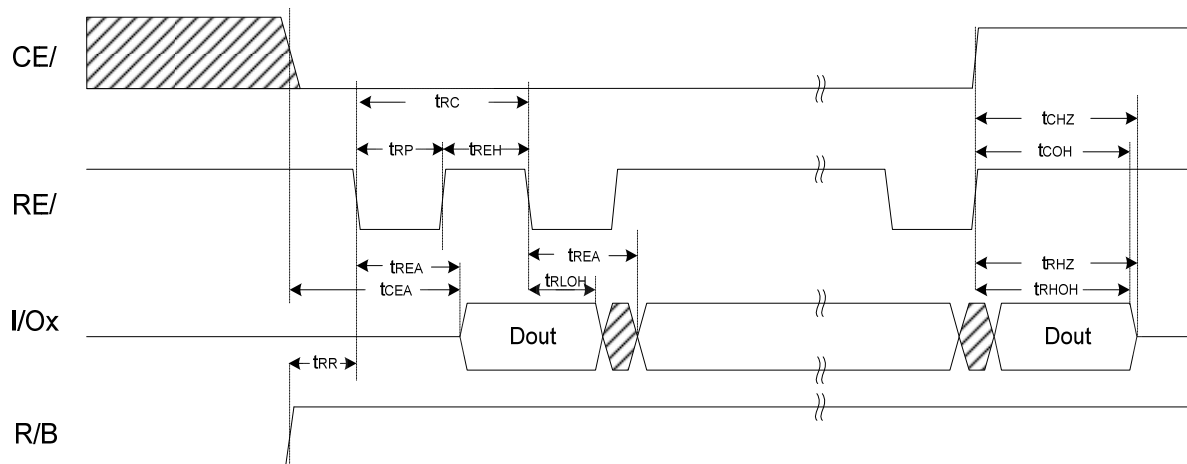 CE/
tRC
tCHZ
tRP
tREH
tCOH
RE/
tREA
tREA
tRHZ
tCEA
tRLOH
tRHOH
I/Ox
Dout
Dout
tRR
R/B